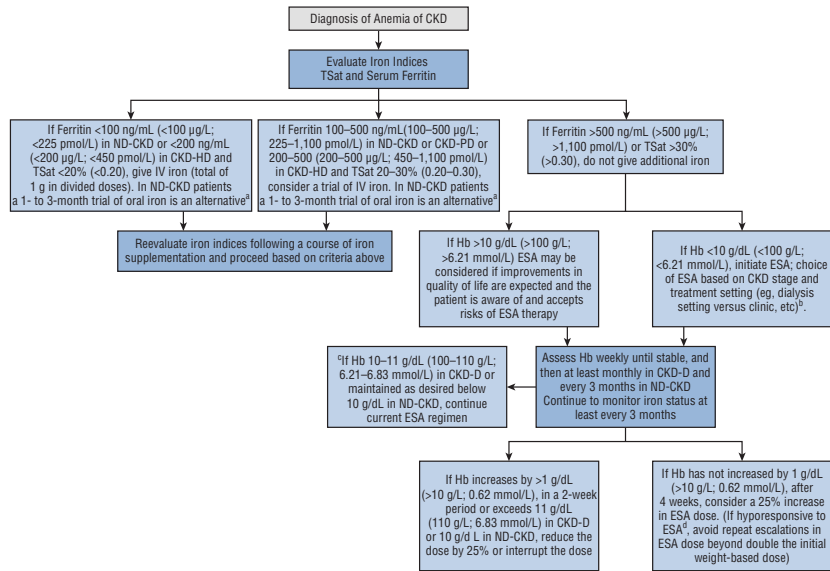 Diagnosis of Anemia of CKD
Evaluate Iron Indices
TSat and Serum Ferritin
If Ferritin <100 ng/mL (<100 µg/L;
<225 pmol/L) in ND-CKD or <200 ng/mL
(<200 µg/L; <450 pmol/L) in CKD-HD and
TSat <20% (<0.20), give IV iron (total of
1 g in divided doses). In ND-CKD patients
a 1- to 3-month trial of oral iron is an alternativeᵃ
If Ferritin 100–500 ng/mL(100–500 µg/L;
225–1,100 pmol/L) in ND-CKD or CKD-PD or
200–500 (200–500 µg/L; 450–1,100 pmol/L)
in CKD-HD and TSat 20–30% (0.20–0.30),
consider a trial of IV iron. In ND-CKD patients
a 1- to 3-month trial of oral iron is an alternativeᵃ
If Ferritin >500 ng/mL (>500 µg/L;
>1,100 pmol/L) or TSat >30%
(>0.30), do not give additional iron
Reevaluate iron indices following a course of iron
supplementation and proceed based on criteria above
If Hb >10 g/dL (>100 g/L;
>6.21 mmol/L) ESA may be
considered if improvements in
quality of life are expected and the
patient is aware of and accepts
risks of ESA therapy
If Hb <10 g/dL (<100 g/L;
<6.21 mmol/L), initiate ESA; choice
of ESA based on CKD stage and
treatment setting (eg, dialysis
setting versus clinic, etc)ᵇ.
ᶜIf Hb 10–11 g/dL (100–110 g/L;
6.21–6.83 mmol/L) in CKD-D or
maintained as desired below
10 g/dL in ND-CKD, continue
current ESA regimen
Assess Hb weekly until stable, and
then at least monthly in CKD-D and
every 3 months in ND-CKD
Continue to monitor iron status at
least every 3 months
If Hb increases by >1 g/dL
(>10 g/L; 0.62 mmol/L), in a 2-week
period or exceeds 11 g/dL
(110 g/L; 6.83 mmol/L) in CKD-D
or 10 g/d L in ND-CKD, reduce the
dose by 25% or interrupt the dose
If Hb has not increased by 1 g/dL
(>10 g/L; 0.62 mmol/L), after
4 weeks, consider a 25% increase
in ESA dose. (If hyporesponsive to
ESAᵈ, avoid repeat escalations in
ESA dose beyond double the initial
weight-based dose)